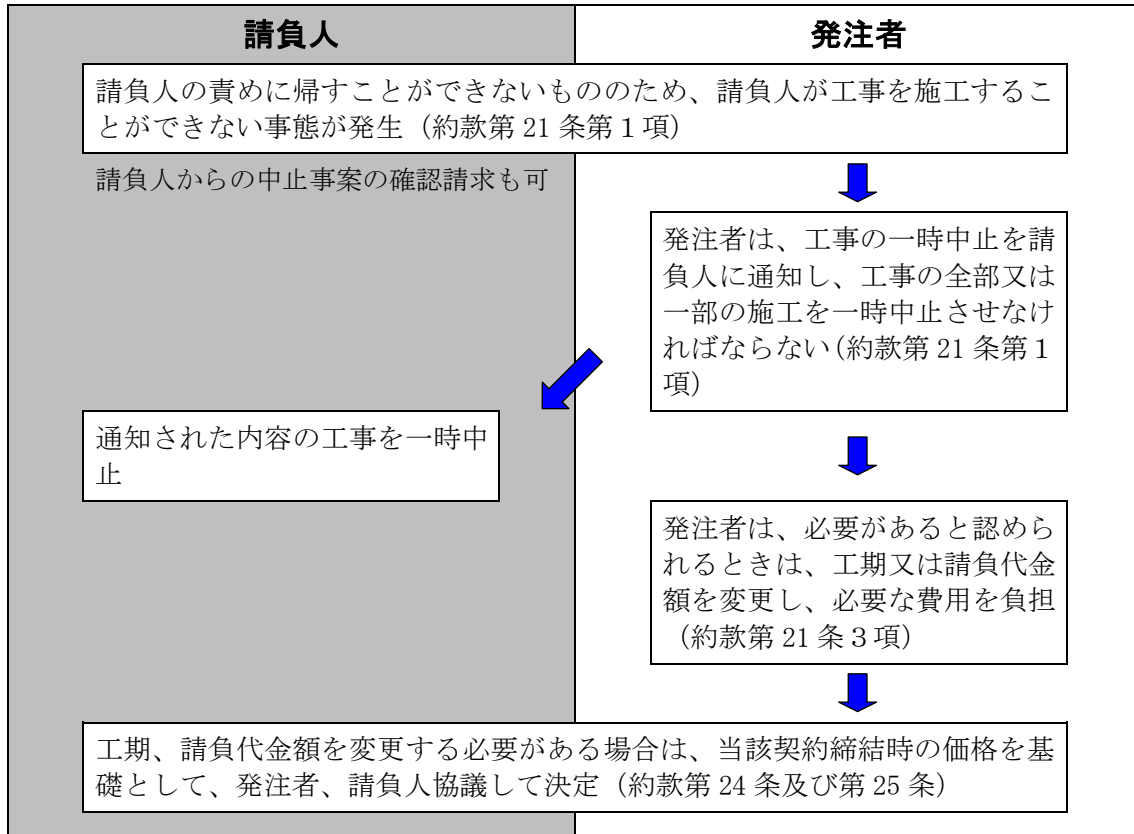 請負人
発注者
請負人の責めに帰すことができないもののため、請負人が工事を施工するこ
とができない事態が発生（約款第 21 条第１項）
請負人からの中止事案の確認請求も可
発注者は、工事の一時中止を請
負人に通知し、工事の全部又は
一部の施工を一時中止させなけ
ればならない（約款第 21 条第１
項）
通知された内容の工事を一時中
止
発注者は、必要があると認めら
れるときは、工期又は請負代金
額を変更し、必要な費用を負担
（約款第 21 条３項）
工期、請負代金額を変更する必要がある場合は、当該契約締結時の価格を基
礎として、発注者、請負人協議して決定（約款第 24 条及び第 25 条）